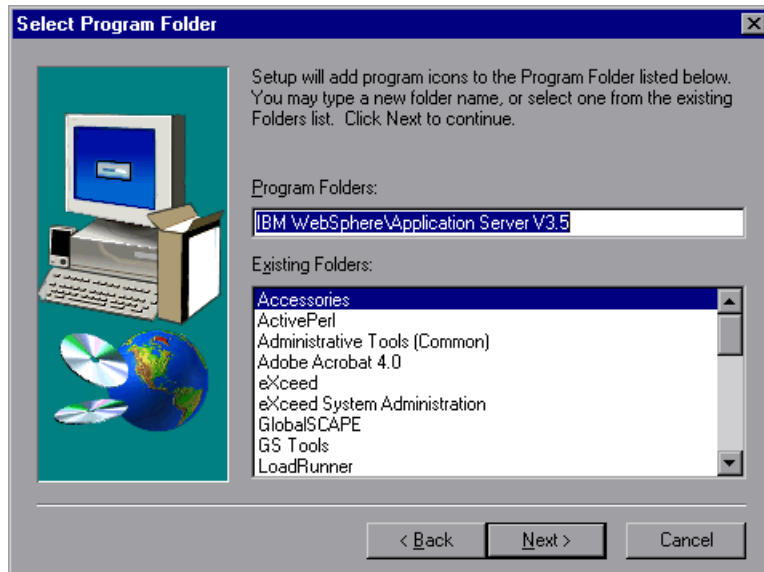 Select Program Folder
Setup will add program icons to the Program Folder listed below.
You may type a new folder name, or select one from the existing
Folders list.  Click Next to continue.
Program Folders:
IBM WebSphere\Application Server V3.5
Existing Folders:
Accessories
ActivePerl
Administrative Tools (Common)
Adobe Acrobat 4.0
eXceed
eXceed System Administration
GlobalSCAPE
GS Tools
LoadRunner
< Back
Next >
Cancel